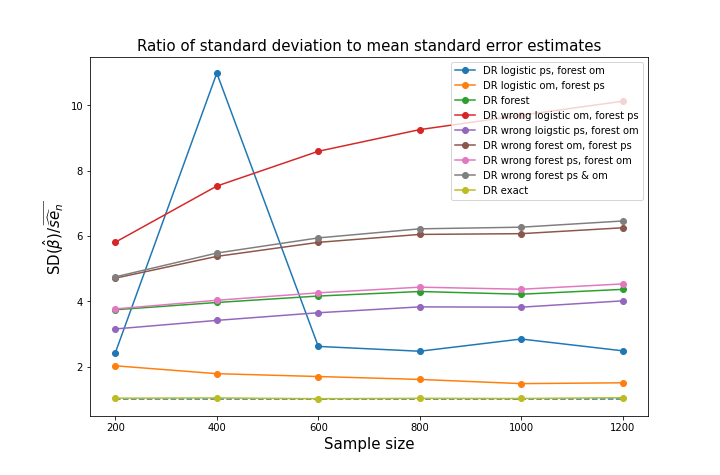 Ratio of standard deviation to mean standard error estimates
DR logistic ps, forest om
DR logistic om, forest ps
DR forest
DR wrong logistic om, forest ps
DR wrong loigstic ps, forest om
DR wrong forest om, forest ps
DR wrong forest ps, forest om
DR wrong forest ps & om
DR exact
10
8
6
4
2
SD(β̂)/\overline{\widehat{se}_n}
200 400 600 800 1000 1200
Sample size